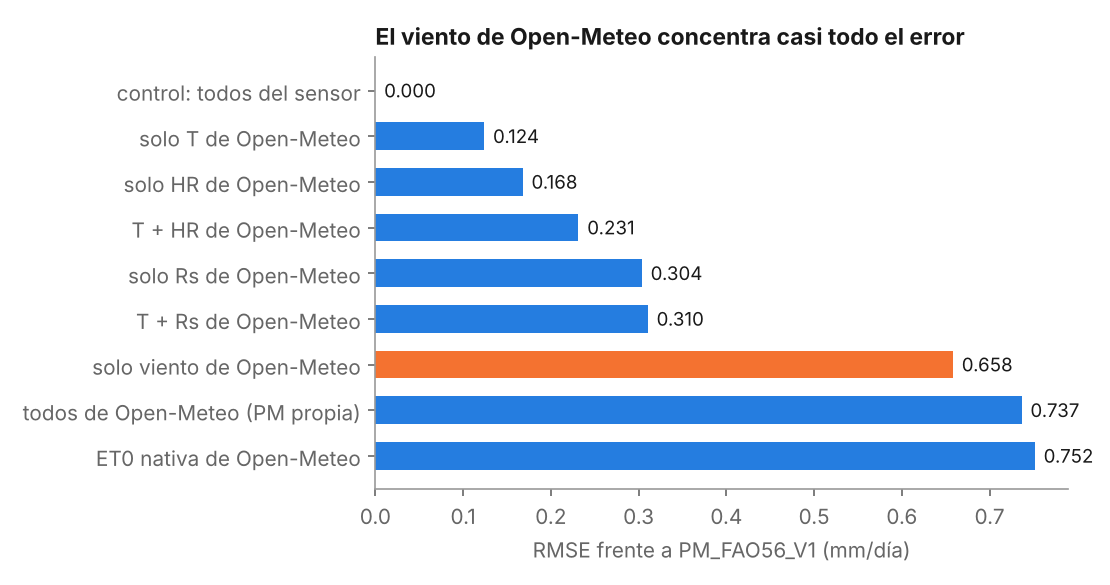 El viento de Open-Meteo concentra casi todo el error
control: todos del sensor 0.000
solo T de Open-Meteo 0.124
solo HR de Open-Meteo 0.168
T + HR de Open-Meteo 0.231
solo Rs de Open-Meteo 0.304
T + Rs de Open-Meteo 0.310
solo viento de Open-Meteo 0.658
todos de Open-Meteo (PM propia) 0.737
ET0 nativa de Open-Meteo 0.752
0.0 0.1 0.2 0.3 0.4 0.5 0.6 0.7
RMSE frente a PM_FAO56_V1 (mm/día)